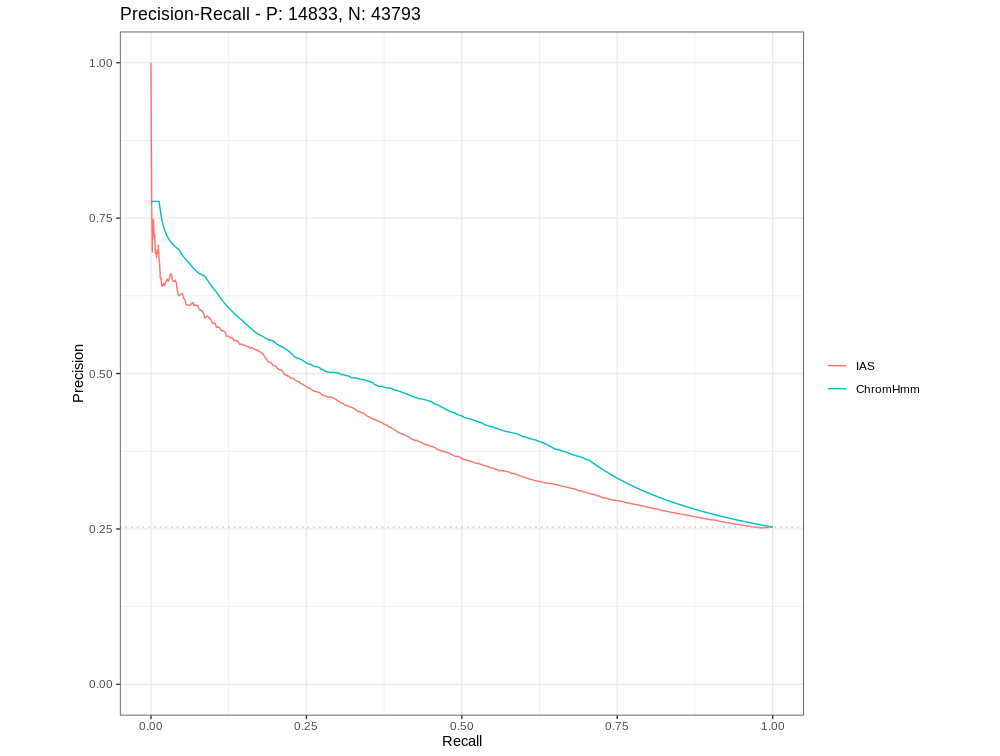 Precision-Recall - P: 14833, N: 43793
1.00
0.75
0.50
0.25
0.00
Precision
0.00 0.25 0.50 0.75 1.00
Recall
IAS
ChromHmm